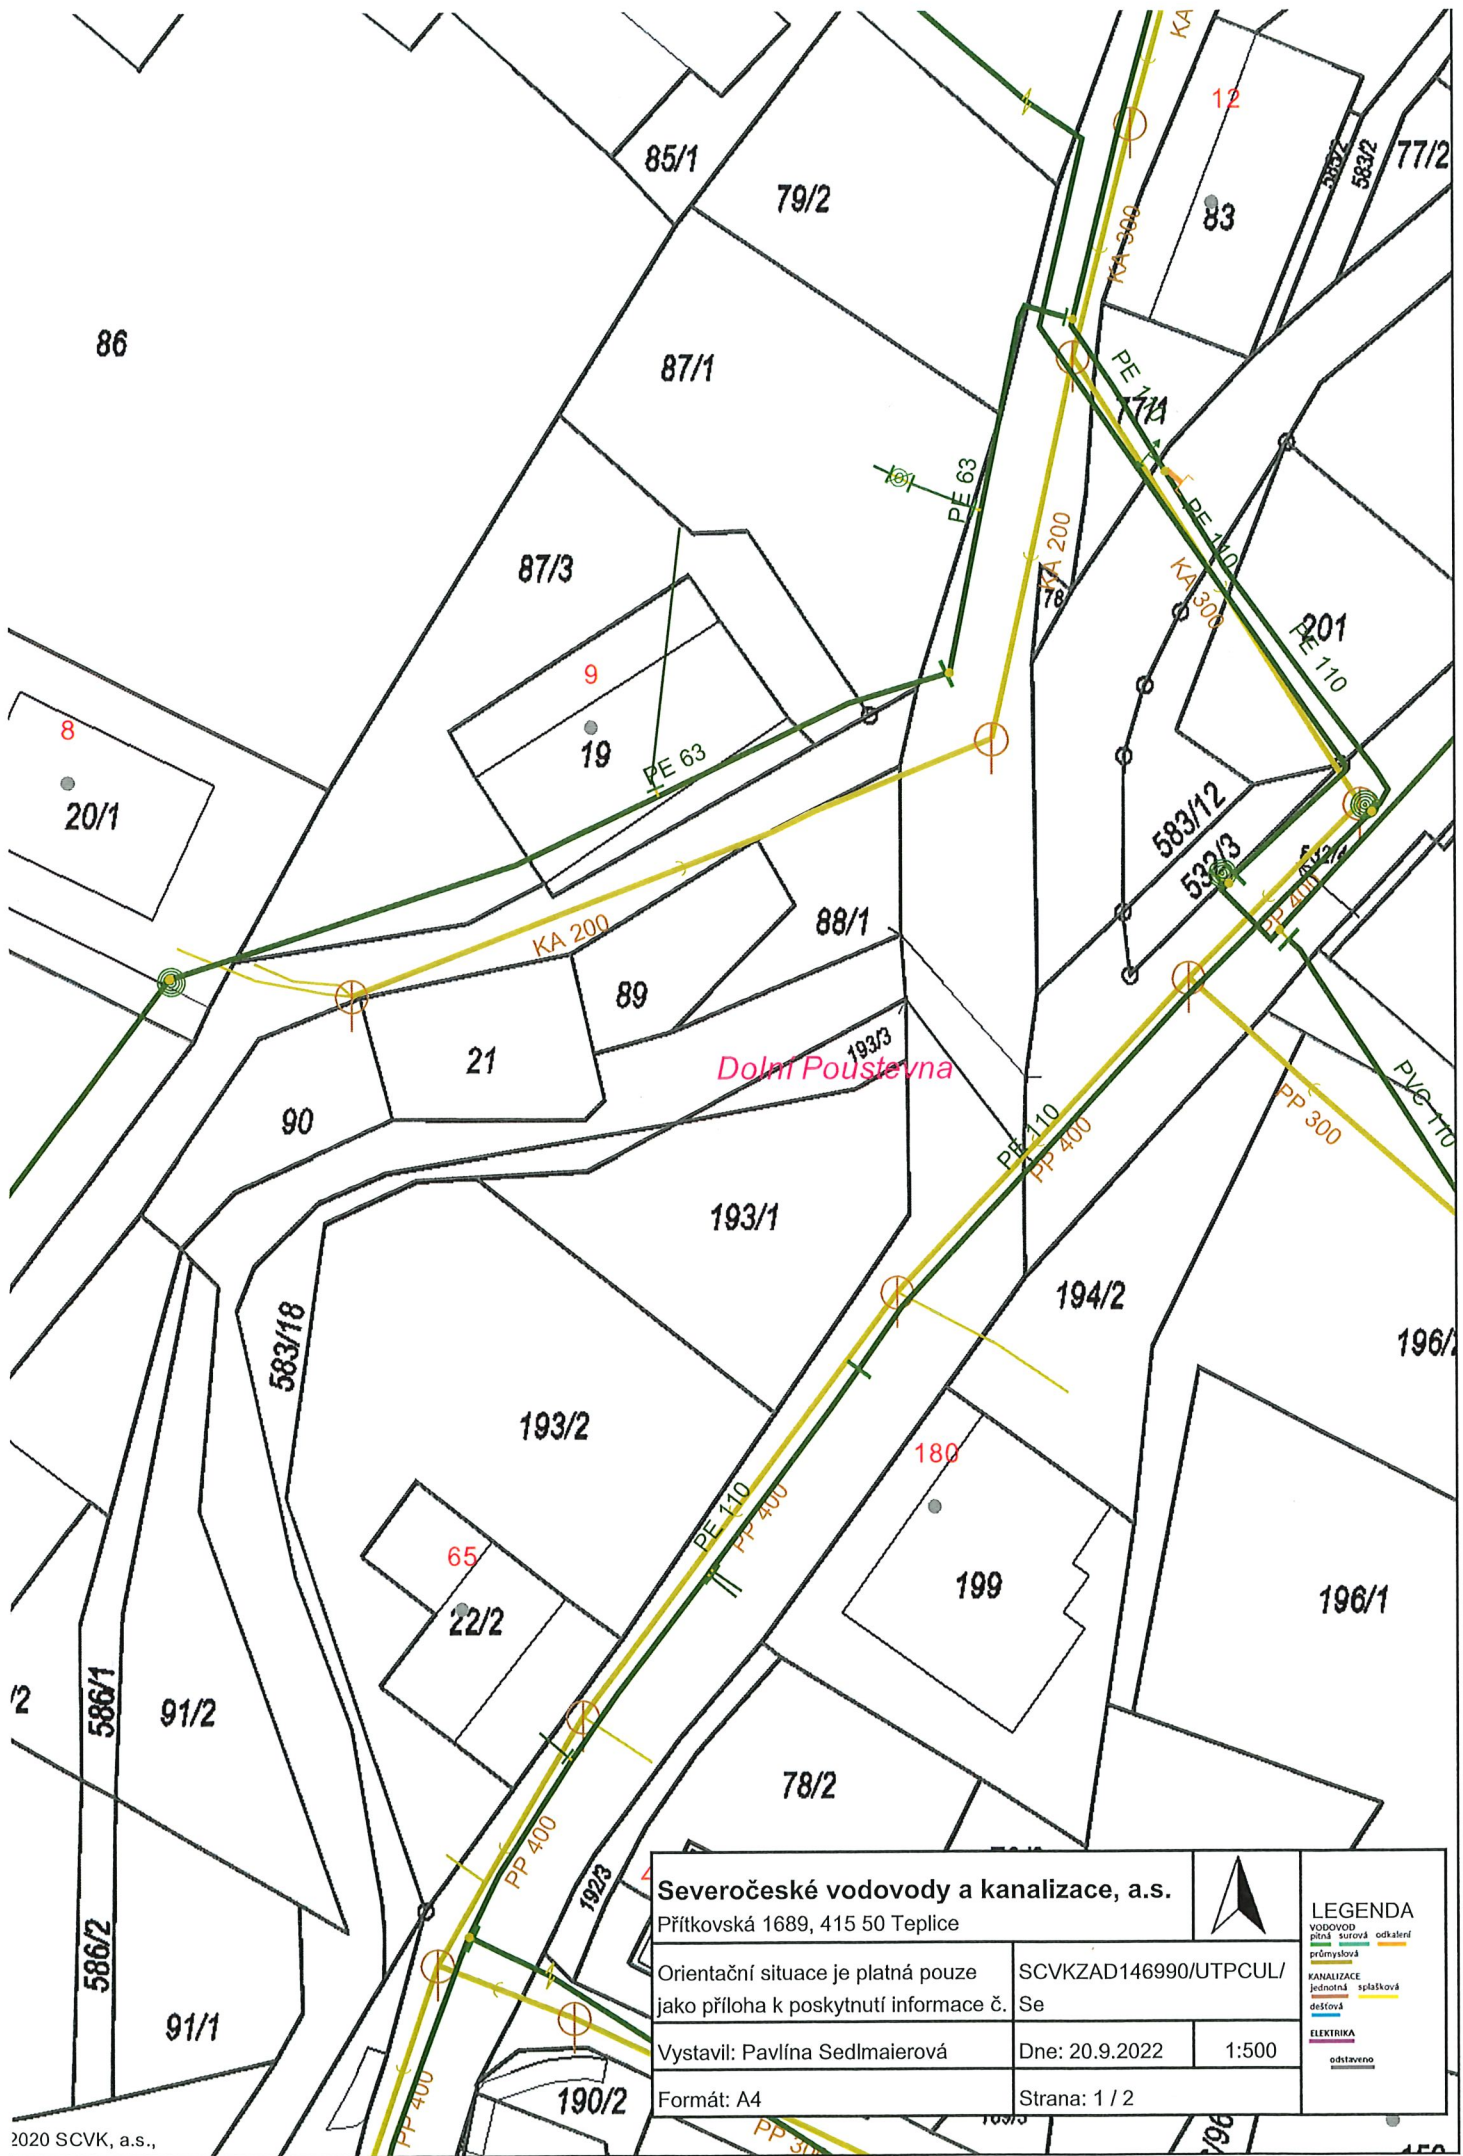 KA
12
85/1
79/2
583/2
77/2
83
KA 300
86
87/1
PE 110
77/1
PE 63
KA 200
PE 110
87/3
KA 300
78
201
PE 110
9
8
19
PE 63
20/1
583/12
532/3
PP 400
KA 200
88/1
89
21
193/3
Dolní Poustevna
PVC 110
PP 300
90
PE 110
PP 400
193/1
194/2
583/18
193/2
180
PE 110
PP 400
65
199
22/2
196/1
/2
586/1
91/2
78/2
PP 400
192/3
586/2
91/1
190/2
PP 400
Severočeské vodovody a kanalizace, a.s.
Přítkovská 1689, 415 50 Teplice
Orientační situace je platná pouze
jako příloha k poskytnutí informace č.
SCVKZAD146990/UTPCUL/
Se
Vystavil: Pavlína Sedlmaierová
Dne: 20.9.2022
1:500
Formát: A4
Strana: 1 / 2
LEGENDA
VODOVOD
pitná surová odkalení
průmyslová
KANALIZACE
jednotná splašková
dešťová
ELEKTRIKA
odstaveno
2020 SCVK, a.s.,